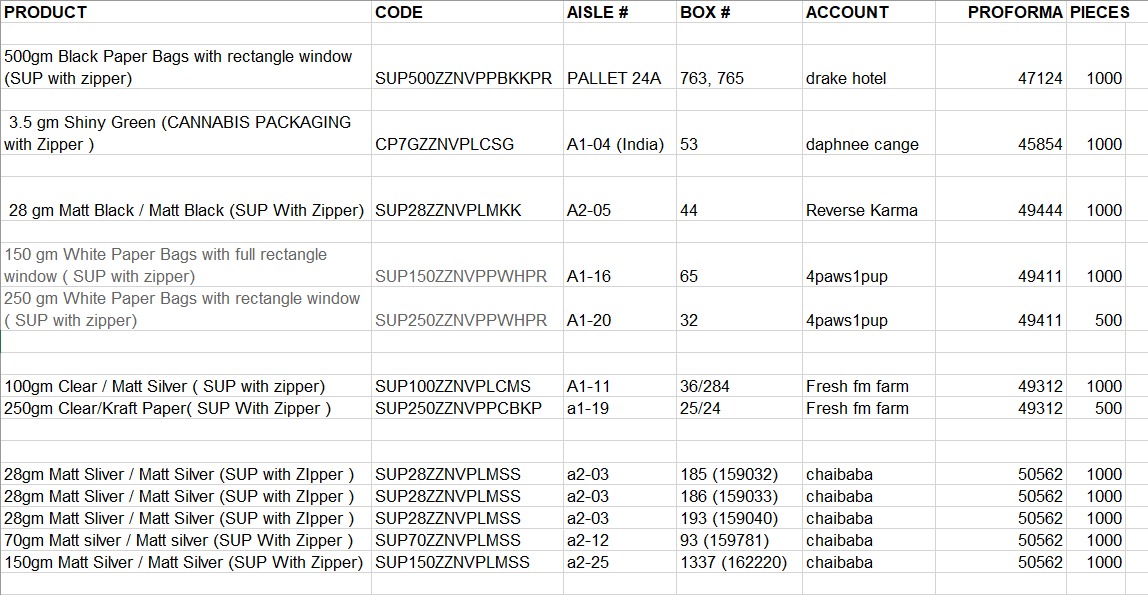 PRODUCT CODE AISLE # BOX # ACCOUNT PROFORMA PIECES
500gm Black Paper Bags with rectangle window
(SUP with zipper) SUP500ZZNVPPBKKPR PALLET 24A 763, 765 drake hotel 47124 1000
3.5 gm Shiny Green (CANNABIS PACKAGING
with Zipper ) CP7GZZNVPLCSG A1-04 (India) 53 daphnee cange 45854 1000
28 gm Matt Black / Matt Black (SUP With Zipper) SUP28ZZNVPLMKK A2-05 44 Reverse Karma 49444 1000
150 gm White Paper Bags with full rectangle
window ( SUP with zipper) SUP150ZZNVPPWHPR A1-16 65 4paws1pup 49411 1000
250 gm White Paper Bags with rectangle window
( SUP with zipper) SUP250ZZNVPPWHPR A1-20 32 4paws1pup 49411 500
100gm Clear / Matt Silver ( SUP with zipper) SUP100ZZNVPLCMS A1-11 36/284 Fresh fm farm 49312 1000
250gm Clear/Kraft Paper( SUP With Zipper ) SUP250ZZNVPPCBKP a1-19 25/24 Fresh fm farm 49312 500
28gm Matt Sliver / Matt Silver (SUP with ZIpper ) SUP28ZZNVPLMSS a2-03 185 (159032) chaibaba 50562 1000
28gm Matt Sliver / Matt Silver (SUP with ZIpper ) SUP28ZZNVPLMSS a2-03 186 (159033) chaibaba 50562 1000
28gm Matt Sliver / Matt Silver (SUP with ZIpper ) SUP28ZZNVPLMSS a2-03 193 (159040) chaibaba 50562 1000
70gm Matt silver / Matt silver (SUP With Zipper ) SUP70ZZNVPLMSS a2-12 93 (159781) chaibaba 50562 1000
150gm Matt Silver / Matt Silver (SUP With Zipper) SUP150ZZNVPLMSS a2-25 1337 (162220) chaibaba 50562 1000